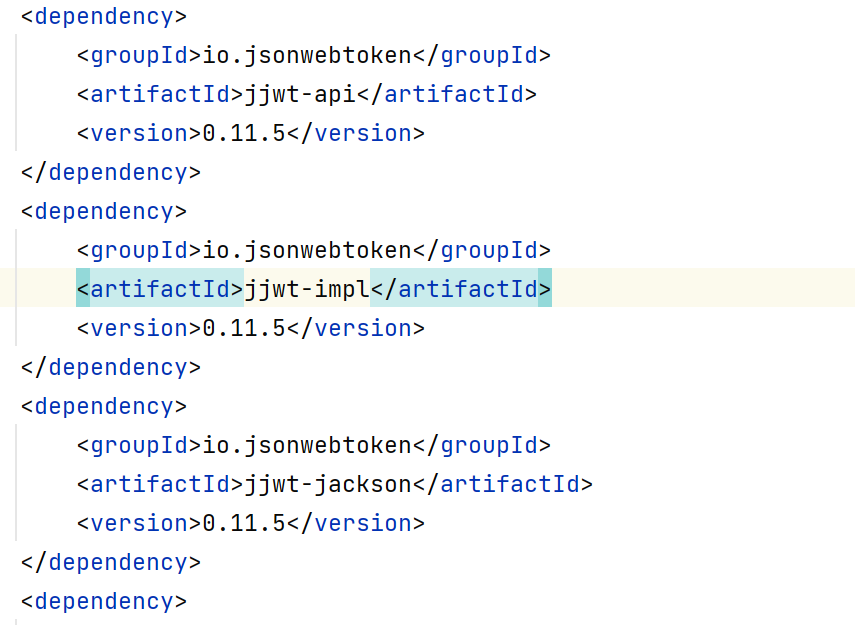 <dependency>
    <groupId>io.jsonwebtoken</groupId>
    <artifactId>jjwt-api</artifactId>
    <version>0.11.5</version>
</dependency>
<dependency>
    <groupId>io.jsonwebtoken</groupId>
    <artifactId>jjwt-impl</artifactId>
    <version>0.11.5</version>
</dependency>
<dependency>
    <groupId>io.jsonwebtoken</groupId>
    <artifactId>jjwt-jackson</artifactId>
    <version>0.11.5</version>
</dependency>
<dependency>